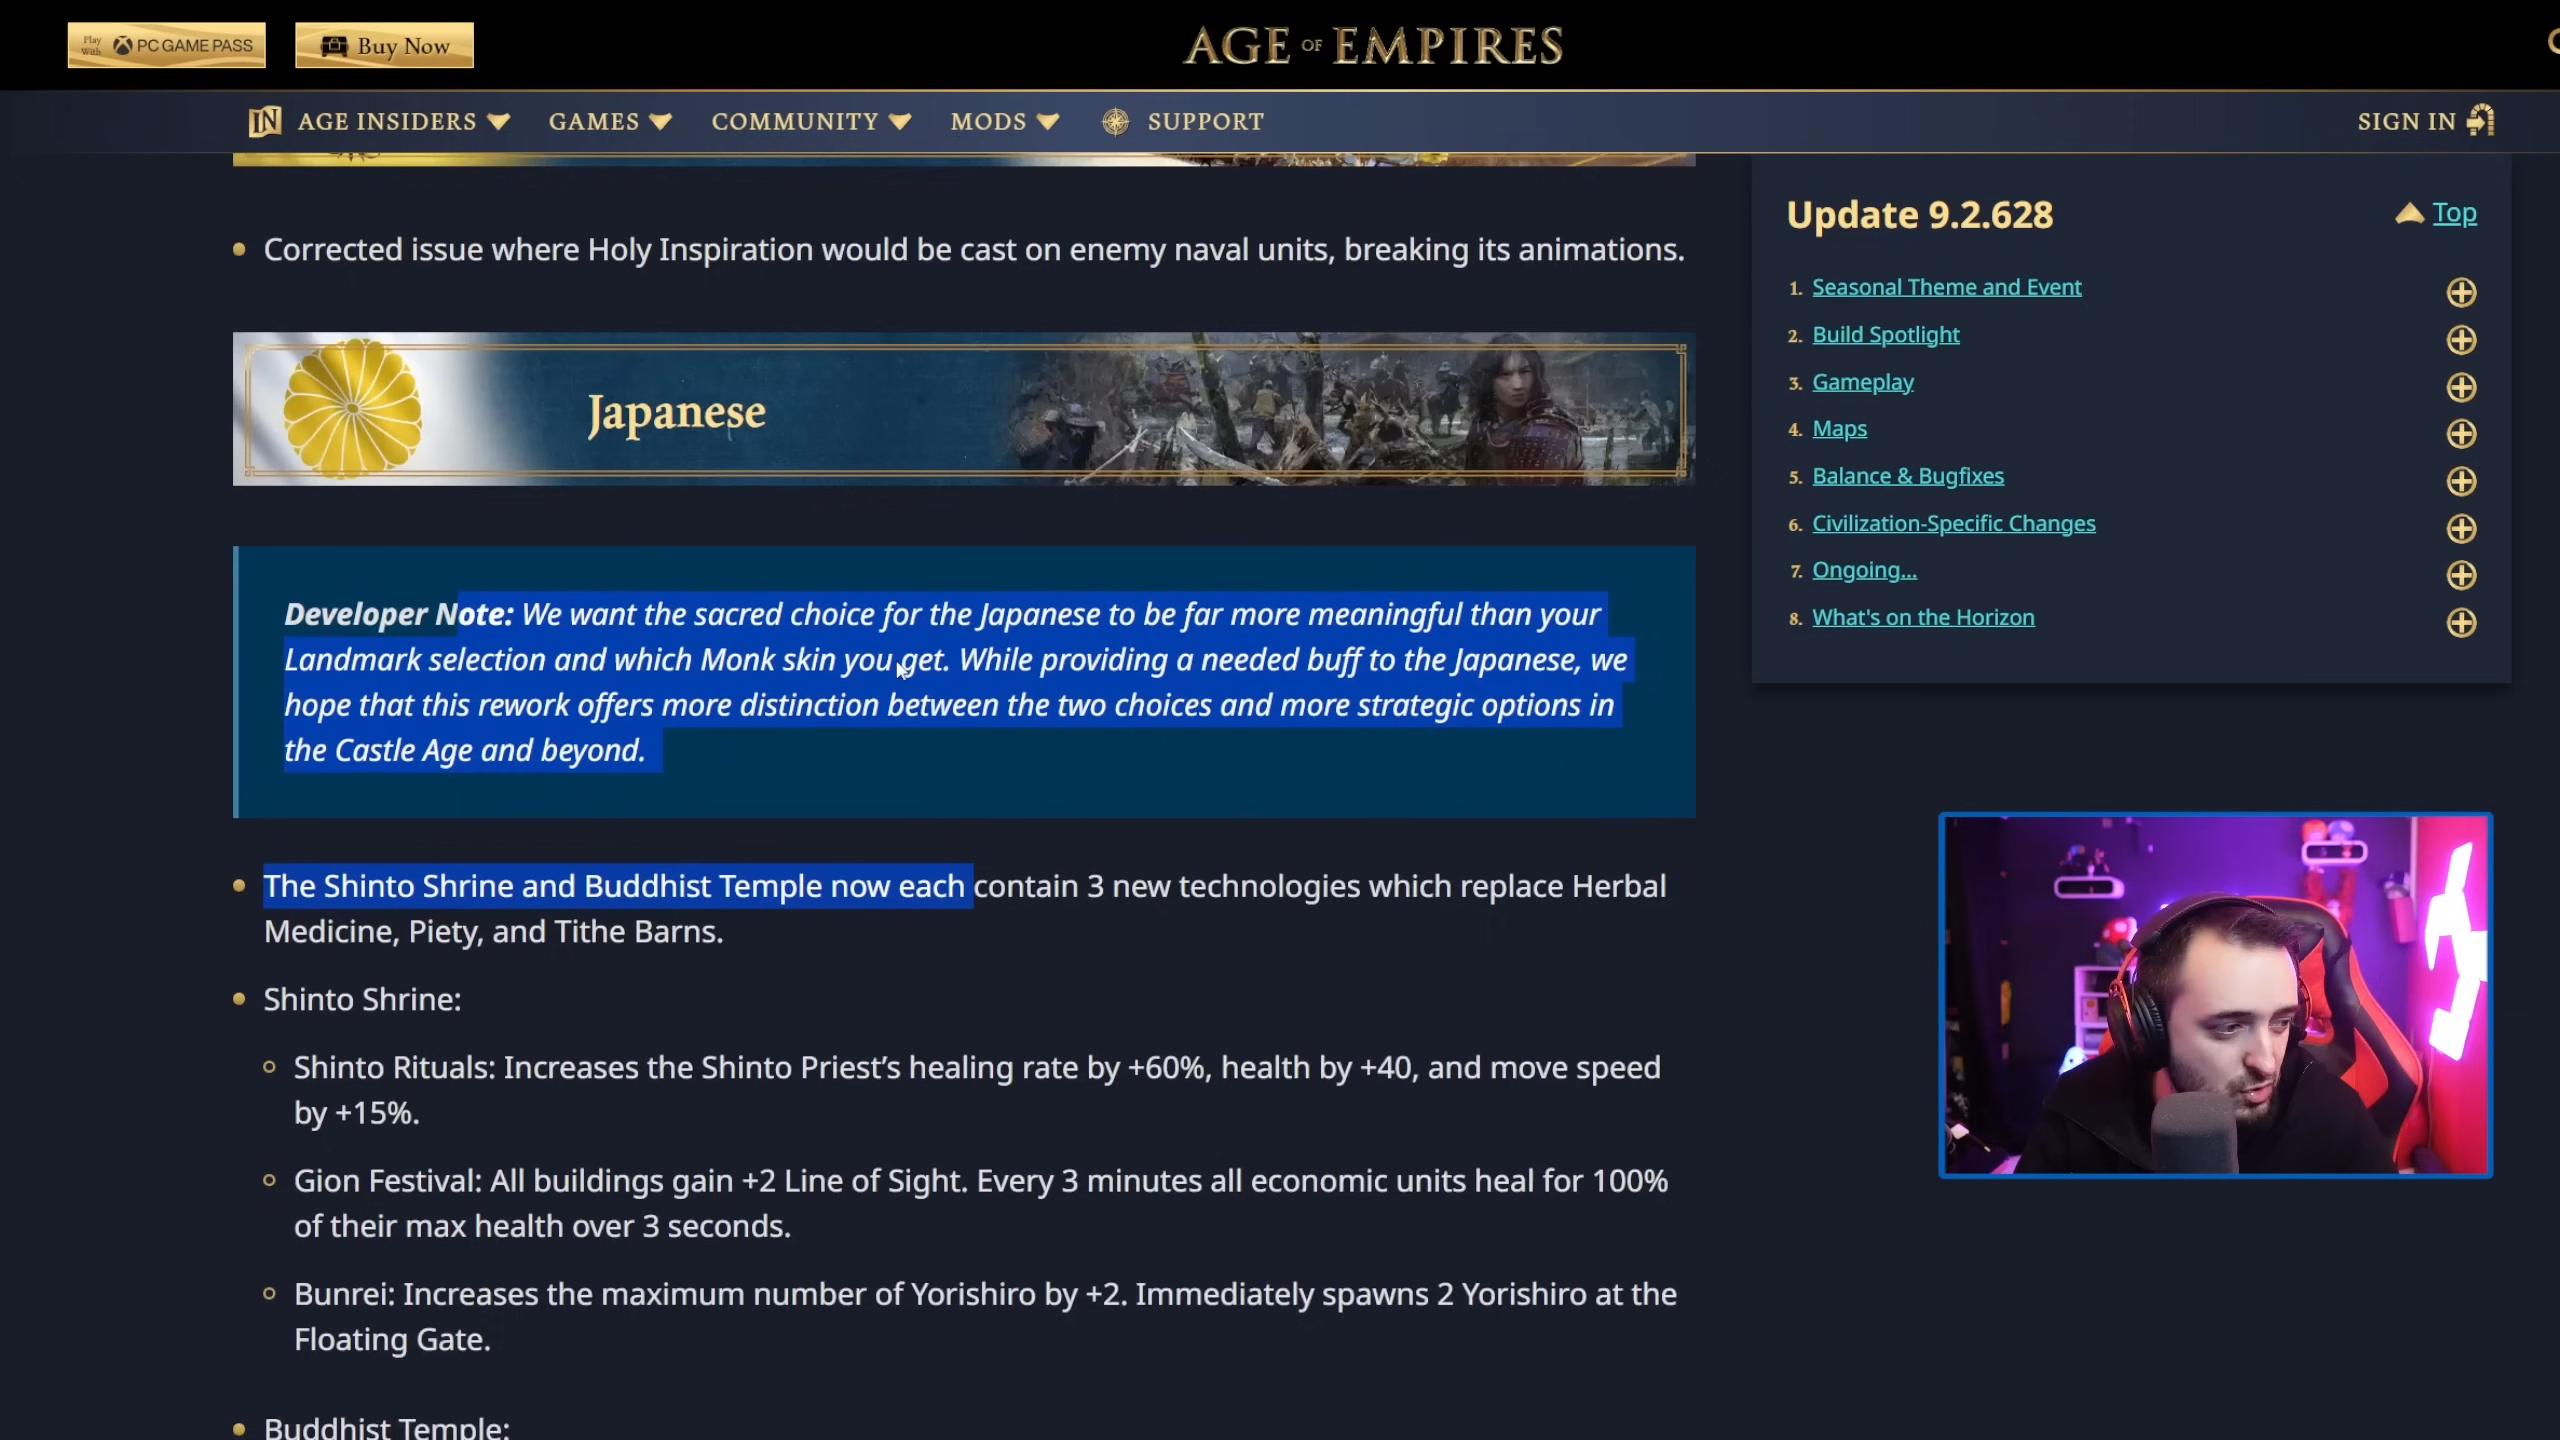 Play With PC GAME PASS
Buy Now
AGE OF EMPIRES
IN AGE INSIDERS
GAMES
COMMUNITY
MODS
SUPPORT
SIGN IN
Corrected issue where Holy Inspiration would be cast on enemy naval units, breaking its animations.
Japanese
Developer Note: We want the sacred choice for the Japanese to be far more meaningful than your
Landmark selection and which Monk skin you get. While providing a needed buff to the Japanese, we
hope that this rework offers more distinction between the two choices and more strategic options in
the Castle Age and beyond.
The Shinto Shrine and Buddhist Temple now each contain 3 new technologies which replace Herbal
Medicine, Piety, and Tithe Barns.
Shinto Shrine:
Shinto Rituals: Increases the Shinto Priest’s healing rate by +60%, health by +40, and move speed
by +15%.
Gion Festival: All buildings gain +2 Line of Sight. Every 3 minutes all economic units heal for 100%
of their max health over 3 seconds.
Bunrei: Increases the maximum number of Yorishiro by +2. Immediately spawns 2 Yorishiro at the
Floating Gate.
Buddhist Temple:
Update 9.2.628
Top
1. Seasonal Theme and Event
2. Build Spotlight
3. Gameplay
4. Maps
5. Balance & Bugfixes
6. Civilization-Specific Changes
7. Ongoing...
8. What's on the Horizon